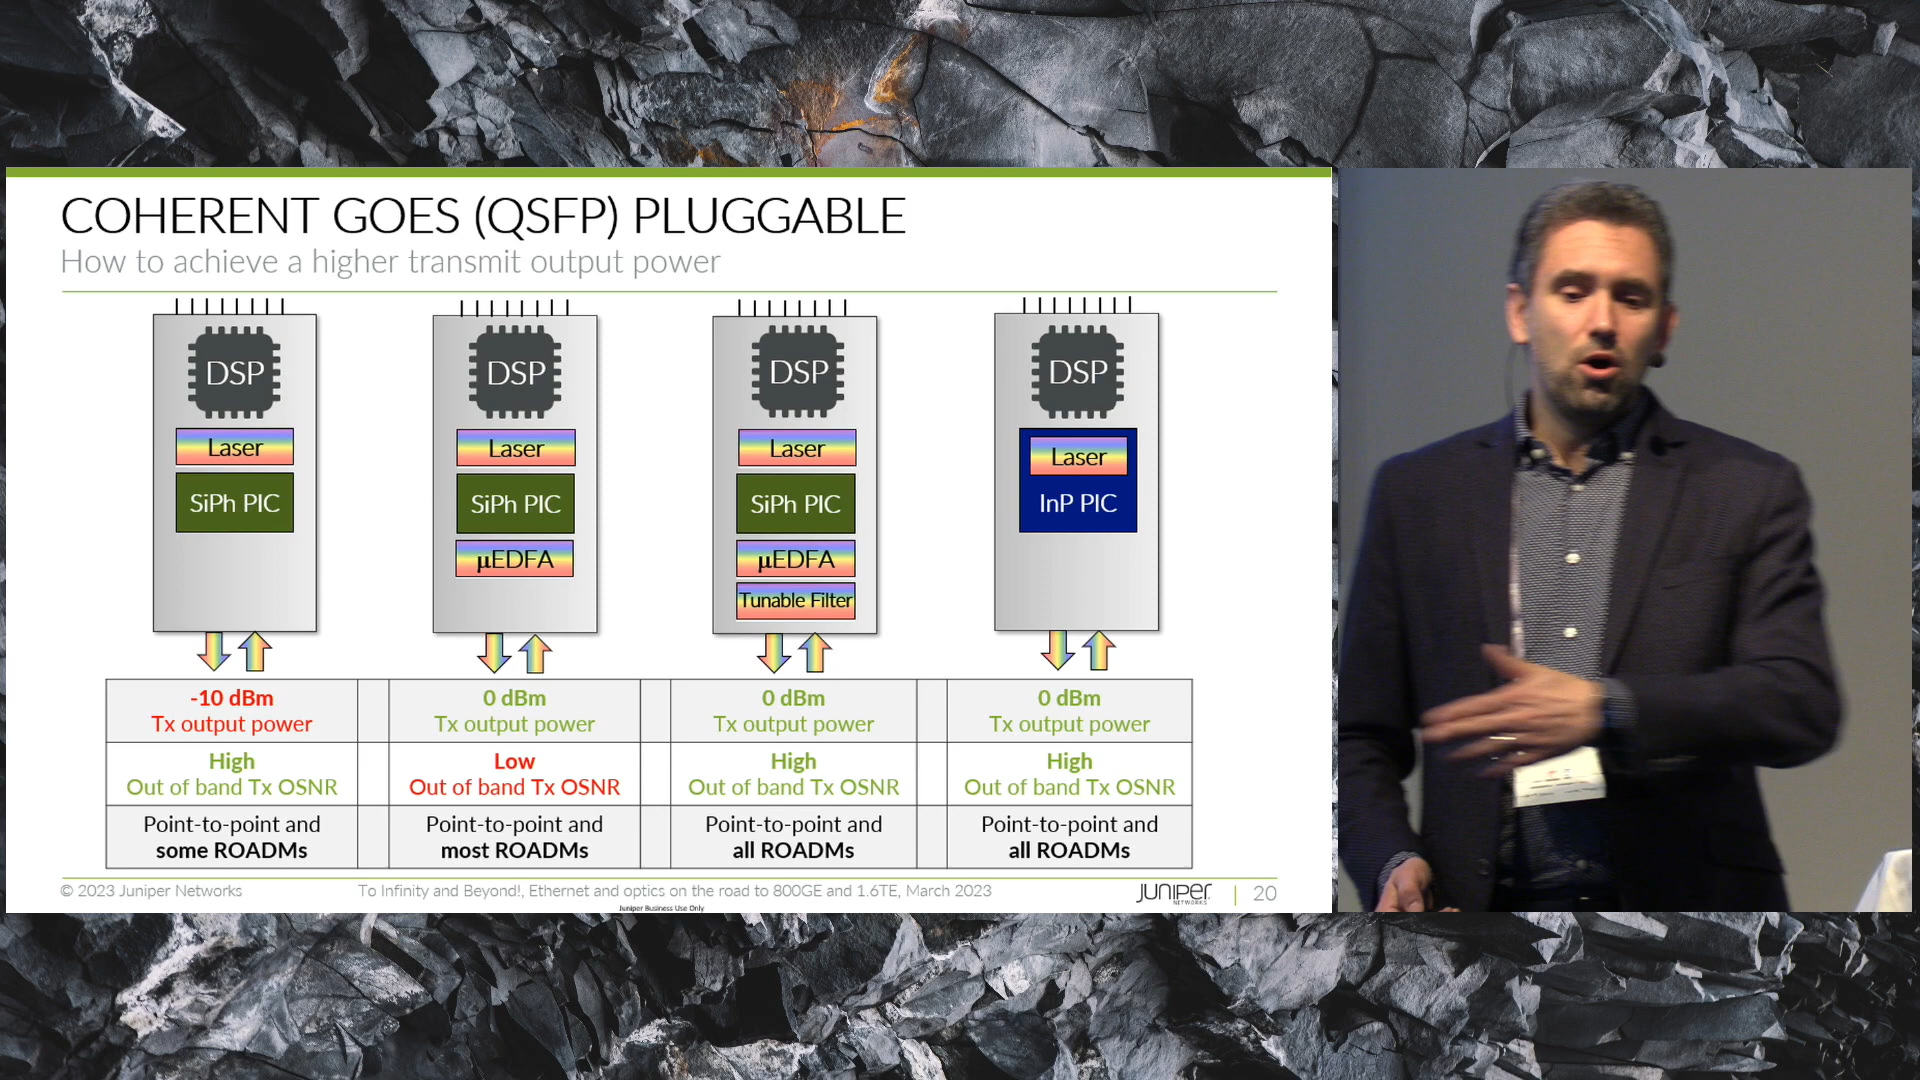 COHERENT GOES (QSFP) PLUGGABLE
How to achieve a higher transmit output power
DSP
Laser
SiPh PIC
DSP
Laser
SiPh PIC
µEDFA
DSP
Laser
SiPh PIC
µEDFA
Tunable Filter
DSP
Laser
InP PIC
-10 dBm
Tx output power
0 dBm
Tx output power
0 dBm
Tx output power
0 dBm
Tx output power
High
Out of band Tx OSNR
Low
Out of band Tx OSNR
High
Out of band Tx OSNR
High
Out of band Tx OSNR
Point-to-point and
some ROADMs
Point-to-point and
most ROADMs
Point-to-point and
all ROADMs
Point-to-point and
all ROADMs
© 2023 Juniper Networks
To Infinity and Beyond!, Ethernet and optics on the road to 800GE and 1.6TE, March 2023
Juniper Business Use Only
JUNIPER
NETWORKS
20